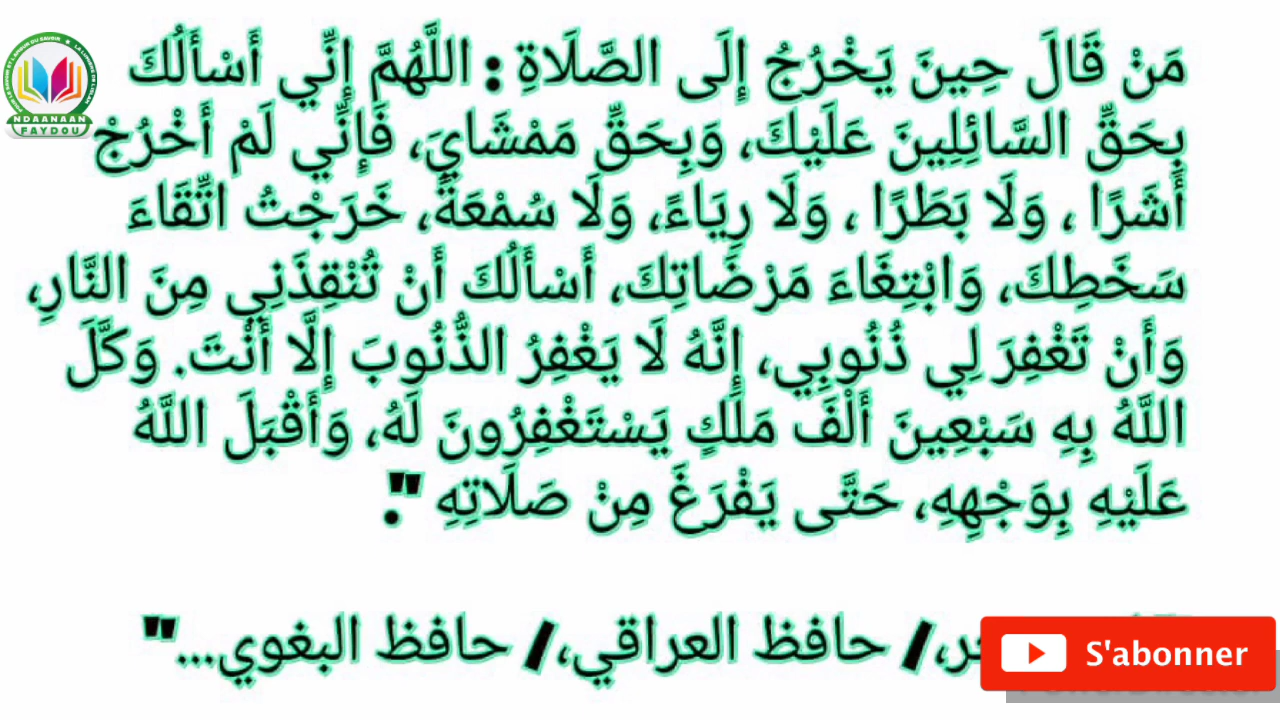 مَنْ قَالَ حِينَ يَخْرُجُ إِلَى الصَّلَاةِ : اللَّهُمَّ إِنِّي أَسْأَلُكَ
بِحَقِّ السَّائِلِينَ عَلَيْكَ، وَبِحَقِّ مَمْشَايَ، فَإِنِّي لَمْ أَخْرُجْ
أَشَرًا ، وَلَا بَطَرًا ، وَلَا رِيَاءً، وَلَا سُمْعَةً، خَرَجْتُ اتِّقَاءَ
سَخَطِكَ، وَابْتِغَاءَ مَرْضَاتِكَ، أَسْأَلُكَ أَنْ تُنْقِذَنِي مِنَ النَّارِ،
وَأَنْ تَغْفِرَ لِي ذُنُوبِي، إِنَّهُ لَا يَغْفِرُ الذُّنُوبَ إِلَّا أَنْتَ. وَكَّلَ
اللَّهُ بِهِ سَبْعِينَ أَلْفَ مَلَكٍ يَسْتَغْفِرُونَ لَهُ، وَأَقْبَلَ اللَّهُ
عَلَيْهِ بِوَجْهِهِ، حَتَّى يَفْرَغَ مِنْ صَلَاتِهِ ".
/ حافظ العراقي،/ حافظ البغوي..."
NDAANAAN
FAYDOU
S'abonner